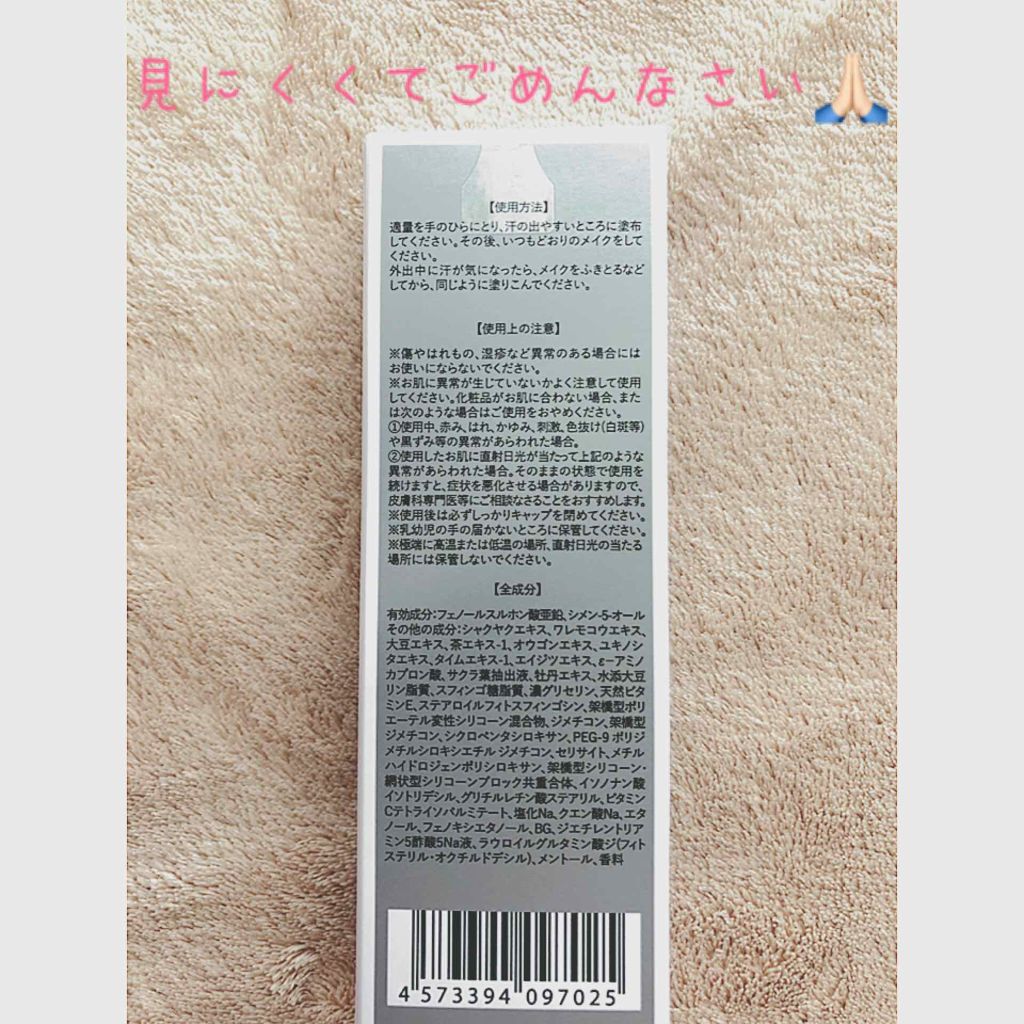 見にくくてごめんなさい🙏🏻
【使用方法】
適量を手のひらにとり、汗の出やすいところに塗布
してください。その後、いつもどおりのメイクをして
ください。
外出中に汗が気になったら、メイクをふきとるなど
してから、同じように塗りこんでください。
【使用上の注意】
※傷やはれもの、湿疹など異常のある場合には
お使いにならないでください。
※お肌に異常が生じていないかよく注意して使用
してください。化粧品がお肌に合わない場合、また
は次のような場合はご使用をおやめください。
①使用中、赤み、はれ、かゆみ、刺激、色抜け(白斑等)
や黒ずみ等の異常があらわれた場合。
②使用したお肌に直射日光が当たって上記のような
異常があらわれた場合。そのままの状態で使用を
続けますと、症状を悪化させる場合がありますので、
皮膚科専門医等にご相談なさることをおすすめします。
※使用後は必ずしっかりキャップを閉めてください。
※乳幼児の手の届かないところに保管してください。
※極端に高温または低温の場所、直射日光の当たる
場所には保管しないでください。
【全成分】
有効成分:フェノールスルホン酸亜鉛、シメン-5-オール
その他の成分:シャクヤクエキス、ワレモコウエキス、
大豆エキス、茶エキス-1、オウゴンエキス、ユキノシ
タエキス、タイムエキス-1、エイジツエキス、ε-アミノ
カプロン酸、サクラ葉抽出液、牡丹エキス、水添大豆
リン脂質、スフィンゴ糖脂質、濃グリセリン、天然ビタ
ミンE、ステアロイルフィトスフィンゴシン、架橋型ポリ
エーテル変性シリコーン混合物、ジメチコン、架橋型
ジメチコン、シクロペンタシロキサン、PEG-9 ポリジ
メチルシロキシエチル ジメチコン、セリサイト、メチル
ハイドロジェンポリシロキサン、架橋型シリコーン・
網状型シリコーンブロック共重合体、イソノナン酸
イソトリデシル、グリチルレチン酸ステアリル、ビタミン
Cテトライソパルミテート、塩化Na、クエン酸Na、エタ
ノール、フェノキシエタノール、BG、ジエチレントリア
ミン5酢酸5Na液、ラウロイルグルタミン酸ジ(フィト
ステリル・オクチルドデシル)、メントール、香料
4 573394 097025